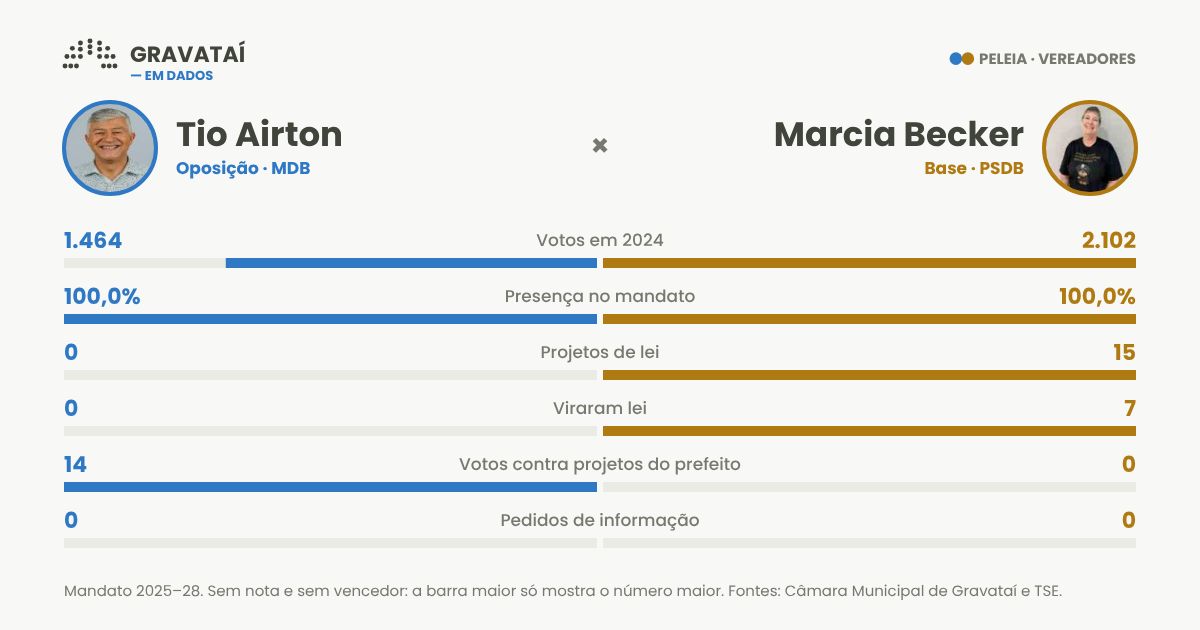 GRAVATAÍ
— EM DADOS
PELEIA · VEREADORES
Tio Airton
Oposição · MDB
×
Marcia Becker
Base · PSDB
1.464 Votos em 2024 2.102
100,0% Presença no mandato 100,0%
0 Projetos de lei 15
0 Viraram lei 7
14 Votos contra projetos do prefeito 0
0 Pedidos de informação 0
Mandato 2025–28. Sem nota e sem vencedor: a barra maior só mostra o número maior. Fontes: Câmara Municipal de Gravataí e TSE.